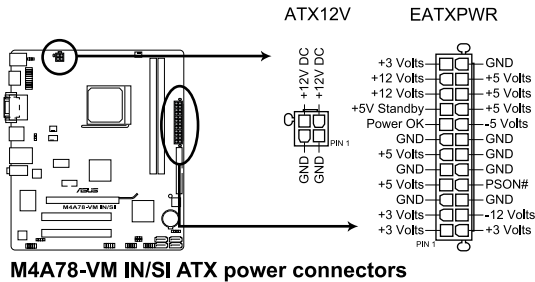 ATX12V
EATXPWR
+12V DC
+12V DC
GND
GND
PIN 1
+3 Volts GND
+12 Volts +5 Volts
+12 Volts +5 Volts
+5V Standby +5 Volts
Power OK -5 Volts
GND GND
+5 Volts GND
GND GND
+5 Volts PSON#
GND GND
+3 Volts -12 Volts
+3 Volts +3 Volts
PIN 1
ASUS
M4A78-VM IN/SI
M4A78-VM IN/SI ATX power connectors